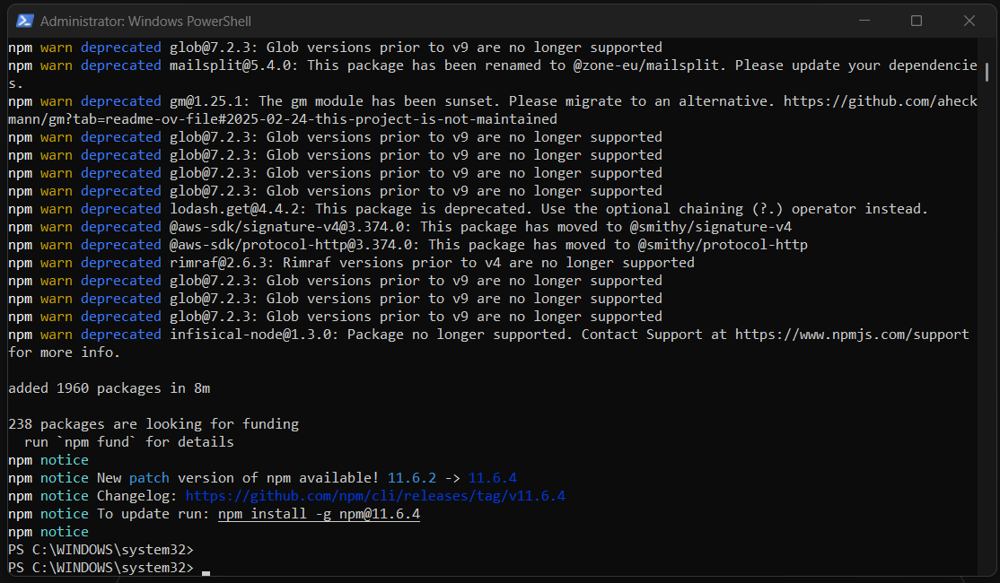 Administrator: Windows PowerShell
npm warn deprecated glob@7.2.3: Glob versions prior to v9 are no longer supported
npm warn deprecated mailsplit@5.4.0: This package has been renamed to @zone-eu/mailsplit. Please update your dependencie
s.
npm warn deprecated gm@1.25.1: The gm module has been sunset. Please migrate to an alternative. https://github.com/aheck
mann/gm?tab=readme-ov-file#2025-02-24-this-project-is-not-maintained
npm warn deprecated glob@7.2.3: Glob versions prior to v9 are no longer supported
npm warn deprecated glob@7.2.3: Glob versions prior to v9 are no longer supported
npm warn deprecated glob@7.2.3: Glob versions prior to v9 are no longer supported
npm warn deprecated glob@7.2.3: Glob versions prior to v9 are no longer supported
npm warn deprecated lodash.get@4.4.2: This package is deprecated. Use the optional chaining (?.) operator instead.
npm warn deprecated @aws-sdk/signature-v4@3.374.0: This package has moved to @smithy/signature-v4
npm warn deprecated @aws-sdk/protocol-http@3.374.0: This package has moved to @smithy/protocol-http
npm warn deprecated rimraf@2.6.3: Rimraf versions prior to v4 are no longer supported
npm warn deprecated glob@7.2.3: Glob versions prior to v9 are no longer supported
npm warn deprecated glob@7.2.3: Glob versions prior to v9 are no longer supported
npm warn deprecated glob@7.2.3: Glob versions prior to v9 are no longer supported
npm warn deprecated infisical-node@1.3.0: Package no longer supported. Contact Support at https://www.npmjs.com/support
for more info.
added 1960 packages in 8m
238 packages are looking for funding
  run `npm fund` for details
npm notice
npm notice New patch version of npm available! 11.6.2 -> 11.6.4
npm notice Changelog: https://github.com/npm/cli/releases/tag/v11.6.4
npm notice To update run: npm install -g npm@11.6.4
npm notice
PS C:\WINDOWS\system32>
PS C:\WINDOWS\system32>